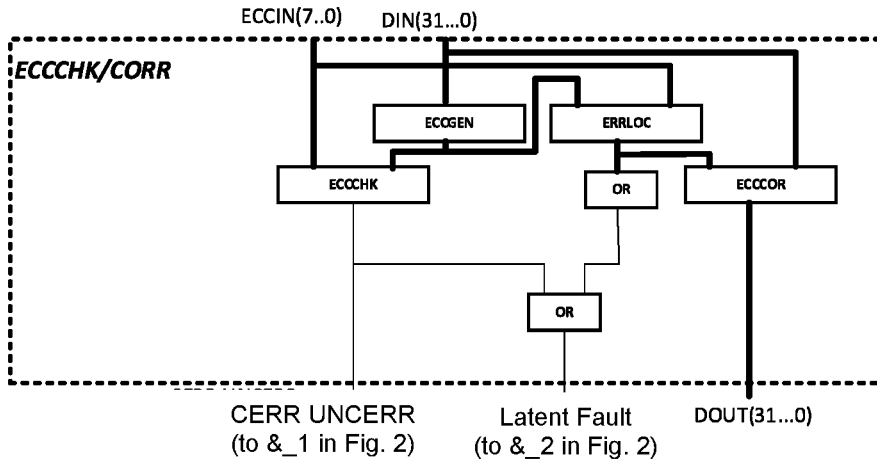 ECCIN(7..0) DIN(31...0)
ECCCHK/CORR
ECCGEN
ERRLOC
ECCCHK
OR
ECCCOR
OR
CERR UNCERR
(to &_1 in Fig. 2)
Latent Fault
(to &_2 in Fig. 2)
DOUT(31...0)